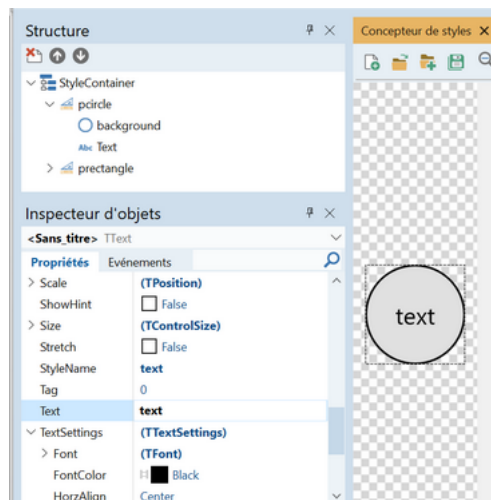 Structure
StyleContainer
pcircle
background
Abc Text
prectangle
Inspecteur d'objets
<Sans_titre> TText
Propriétés Evénements
Scale (TPosition)
ShowHint False
Size (TControlSize)
Stretch False
StyleName text
Tag 0
Text text
TextSettings (TTextSettings)
Font (TFont)
FontColor Black
HorzAlign Center
Concepteur de styles
text